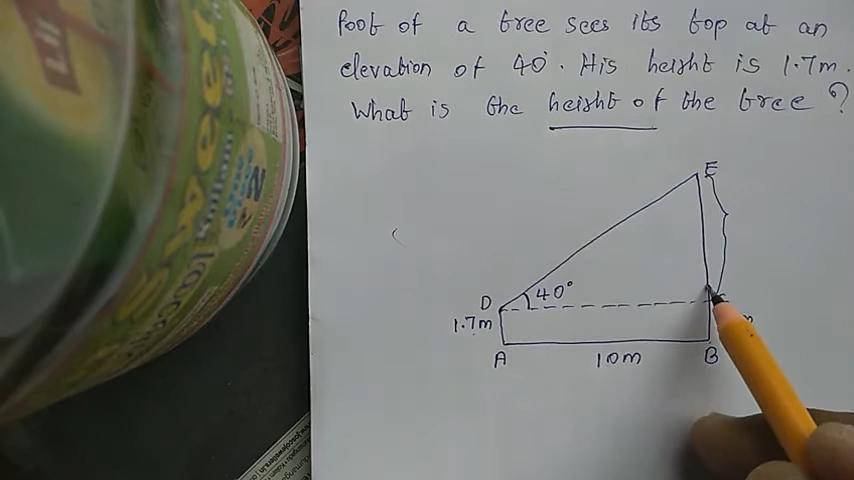 Foot of a tree sees its top at an
elevation of 40°. His height is 1.7m.
What is the height of the tree ?
E
D
40°
1.7m
m
A
10m
B